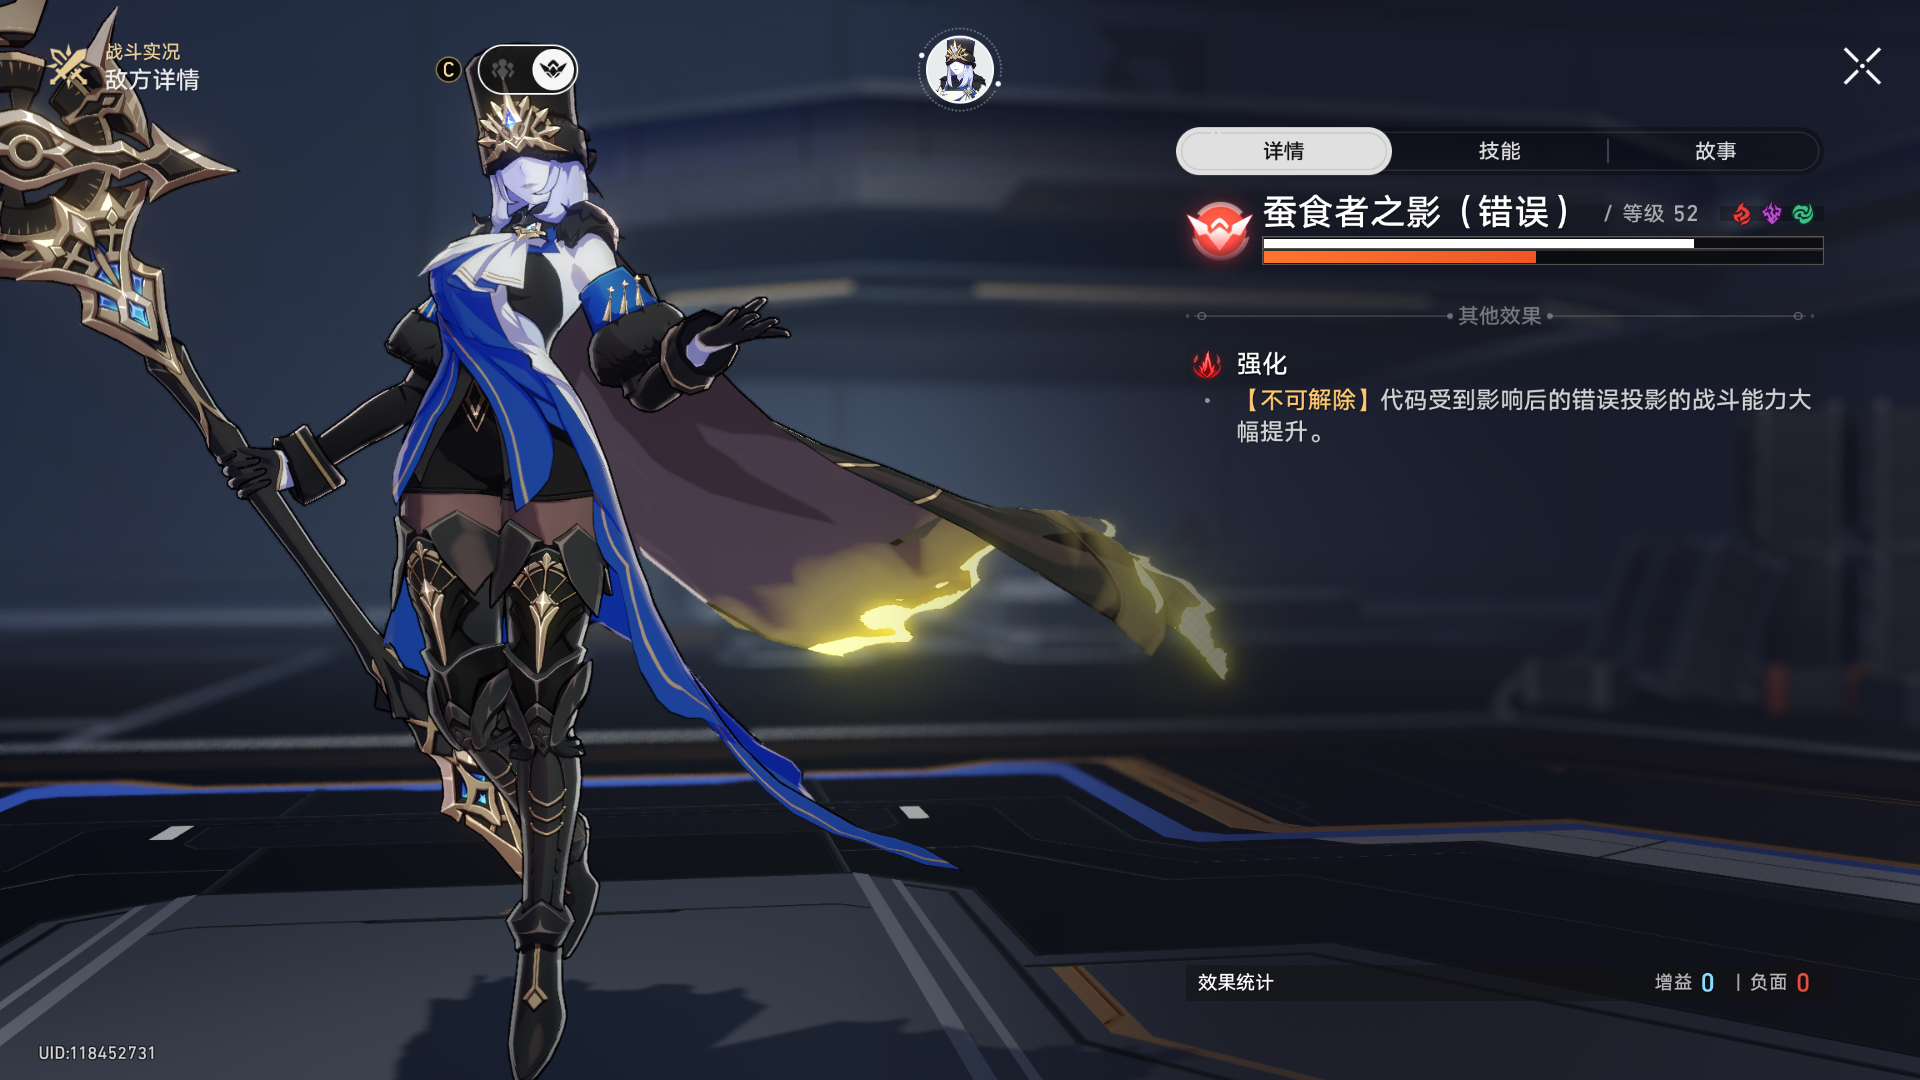 战斗实况
敌方详情
C
详情
技能
故事
蚕食者之影（错误） / 等级 52
其他效果
强化
【不可解除】代码受到影响后的错误投影的战斗能力大
幅提升。
效果统计
增益 0 | 负面 0
UID:118452731